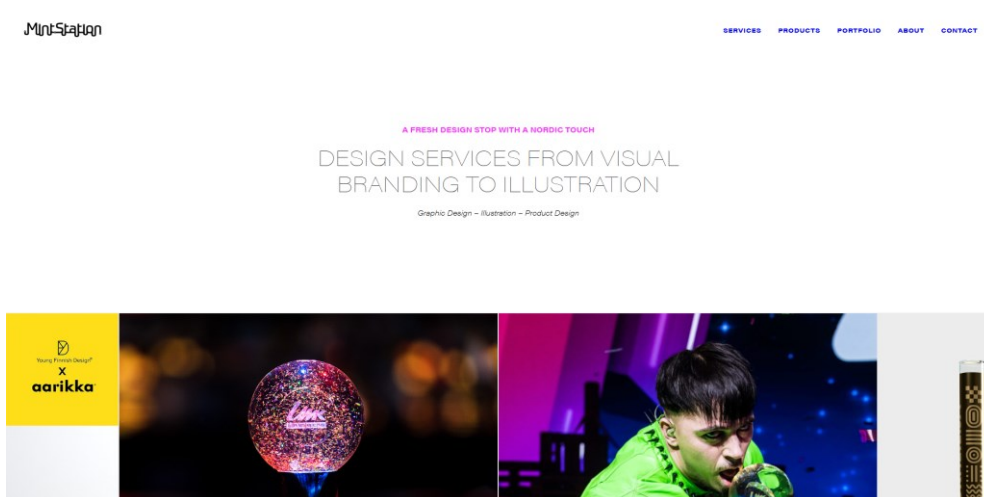 MintStation
SERVICES PRODUCTS PORTFOLIO ABOUT CONTACT
A FRESH DESIGN STOP WITH A NORDIC TOUCH
DESIGN SERVICES FROM VISUAL
BRANDING TO ILLUSTRATION
Graphic Design – Illustration – Product Design
Young Finnish Design
x
aarikka